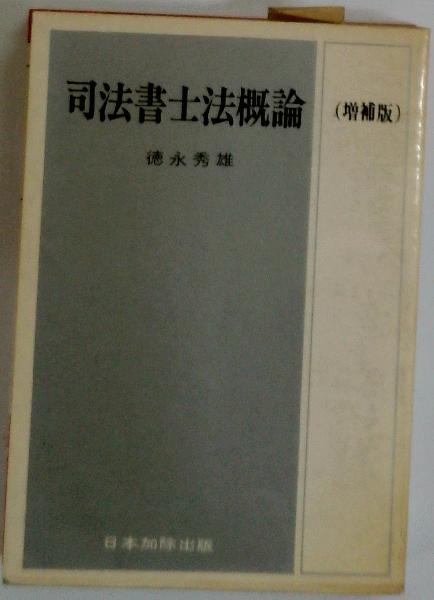 司法書士法概論
(増補版)
徳永秀雄
日本加除出版